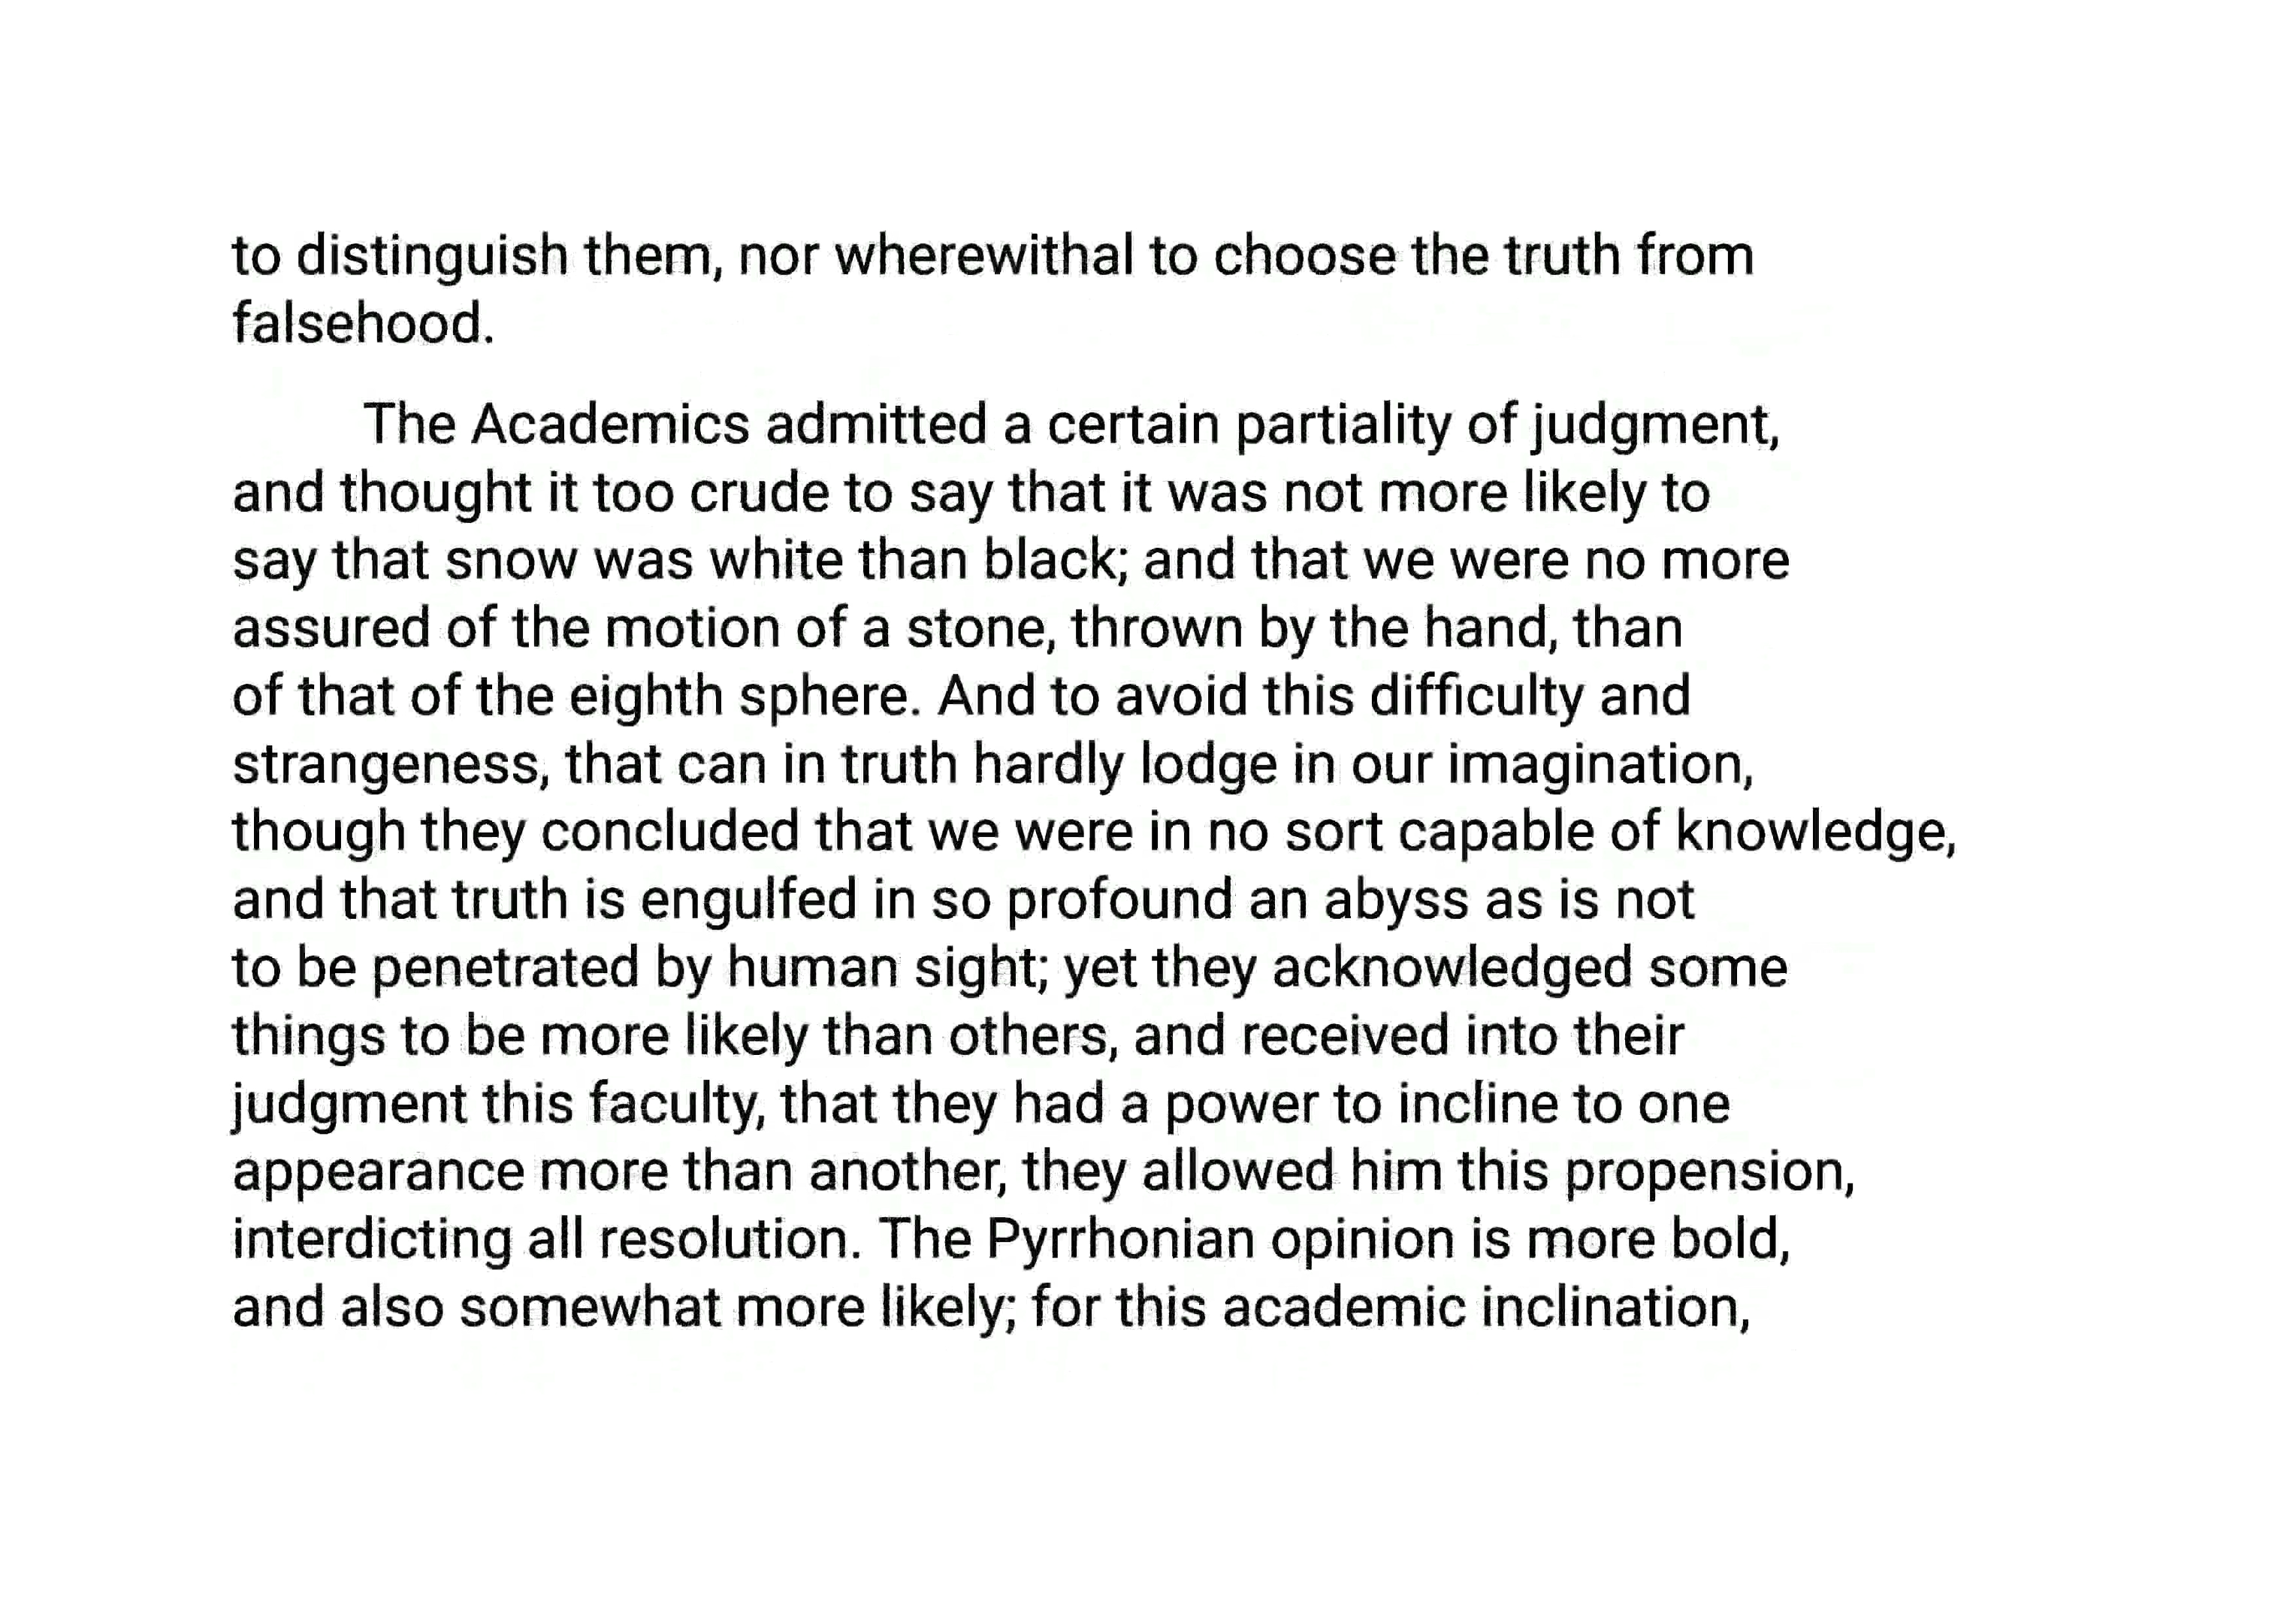 to distinguish them, nor wherewithal to choose the truth from
falsehood.
The Academics admitted a certain partiality of judgment,
and thought it too crude to say that it was not more likely to
say that snow was white than black; and that we were no more
assured of the motion of a stone, thrown by the hand, than
of that of the eighth sphere. And to avoid this difficulty and
strangeness, that can in truth hardly lodge in our imagination,
though they concluded that we were in no sort capable of knowledge,
and that truth is engulfed in so profound an abyss as is not
to be penetrated by human sight; yet they acknowledged some
things to be more likely than others, and received into their
judgment this faculty, that they had a power to incline to one
appearance more than another, they allowed him this propension,
interdicting all resolution. The Pyrrhonian opinion is more bold,
and also somewhat more likely; for this academic inclination,